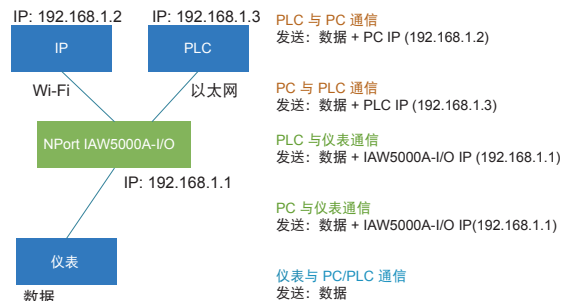 IP: 192.168.1.2
IP: 192.168.1.3
IP
PLC
Wi-Fi
以太网
NPort IAW5000A-I/O
IP: 192.168.1.1
仪表
数据
PLC 与 PC 通信
发送：数据 + PC IP (192.168.1.2)
PC 与 PLC 通信
发送：数据 + PLC IP (192.168.1.3)
PLC 与仪表通信
发送：数据 + IAW5000A-I/O IP (192.168.1.1)
PC 与仪表通信
发送：数据 + IAW5000A-I/O IP(192.168.1.1)
仪表与 PC/PLC 通信
发送：数据